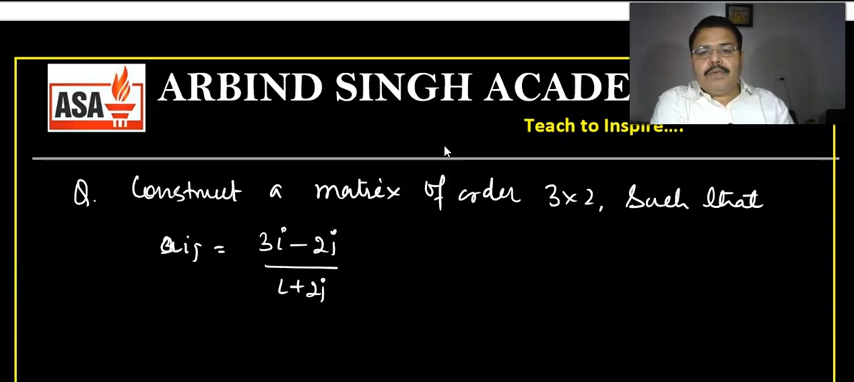 ASA
ARBIND SINGH ACADE
Teach to Inspire....
Q. Construct a matrix of order 3×2, Such that
aij = 3i - 2j
i + 2j